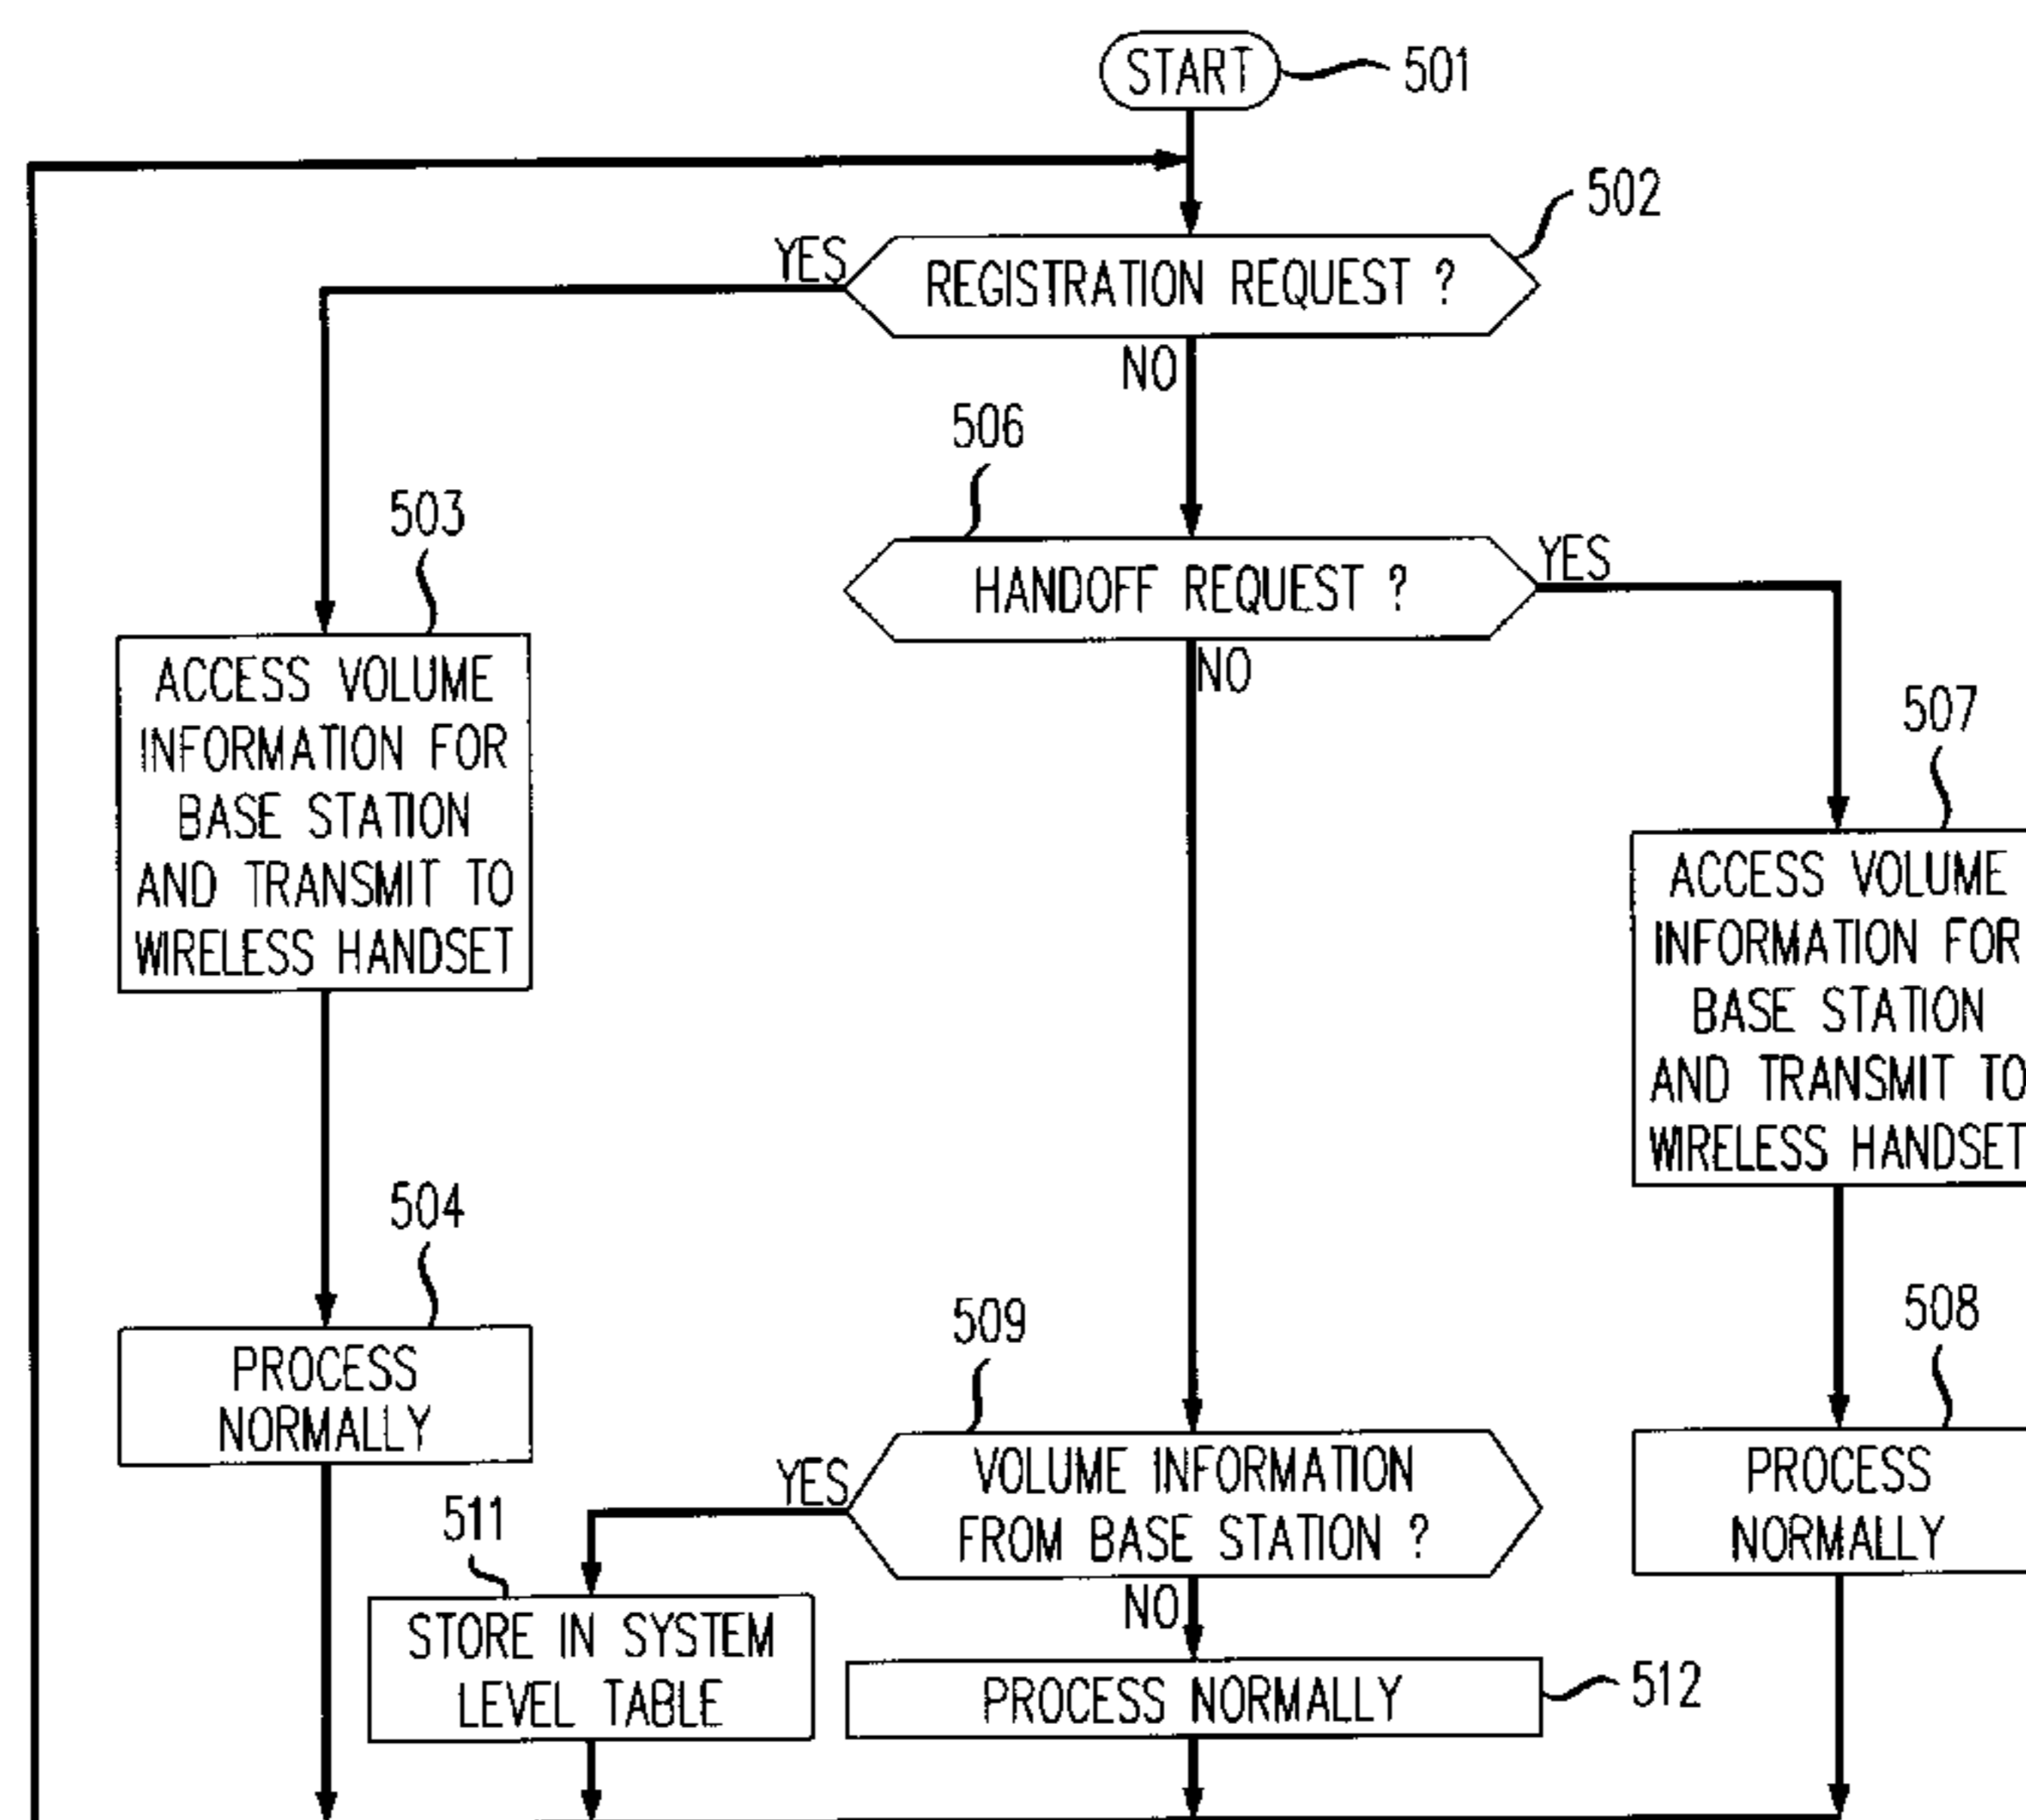 START
501
502
YES
REGISTRATION REQUEST ?
NO
506
503
HANDOFF REQUEST ?
YES
NO
ACCESS VOLUME
INFORMATION FOR
BASE STATION
AND TRANSMIT TO
WIRELESS HANDSET
507
ACCESS VOLUME
INFORMATION FOR
BASE STATION
AND TRANSMIT TO
WIRELESS HANDSET
504
PROCESS
NORMALLY
509
508
YES
VOLUME INFORMATION
FROM BASE STATION ?
NO
PROCESS
NORMALLY
511
STORE IN SYSTEM
LEVEL TABLE
PROCESS NORMALLY
512